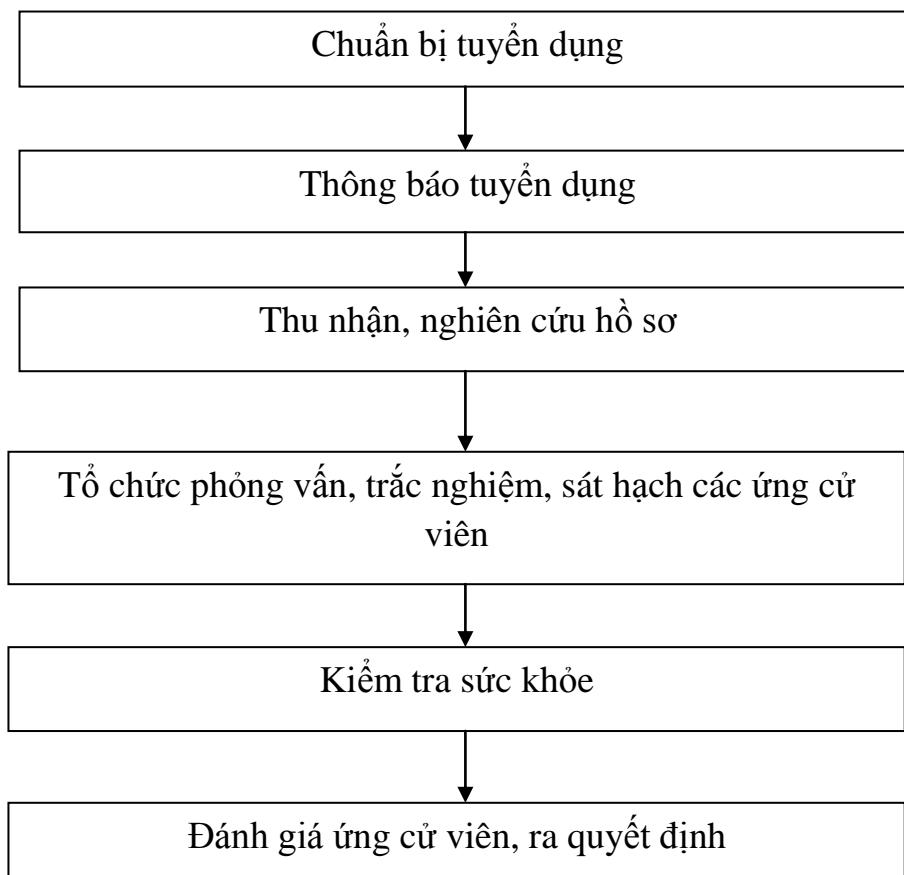 Chuẩn bị tuyển dụng
Thông báo tuyển dụng
Thu nhận, nghiên cứu hồ sơ
Tổ chức phỏng vấn, trắc nghiệm, sát hạch các ứng cử
viên
Kiểm tra sức khỏe
Đánh giá ứng cử viên, ra quyết định